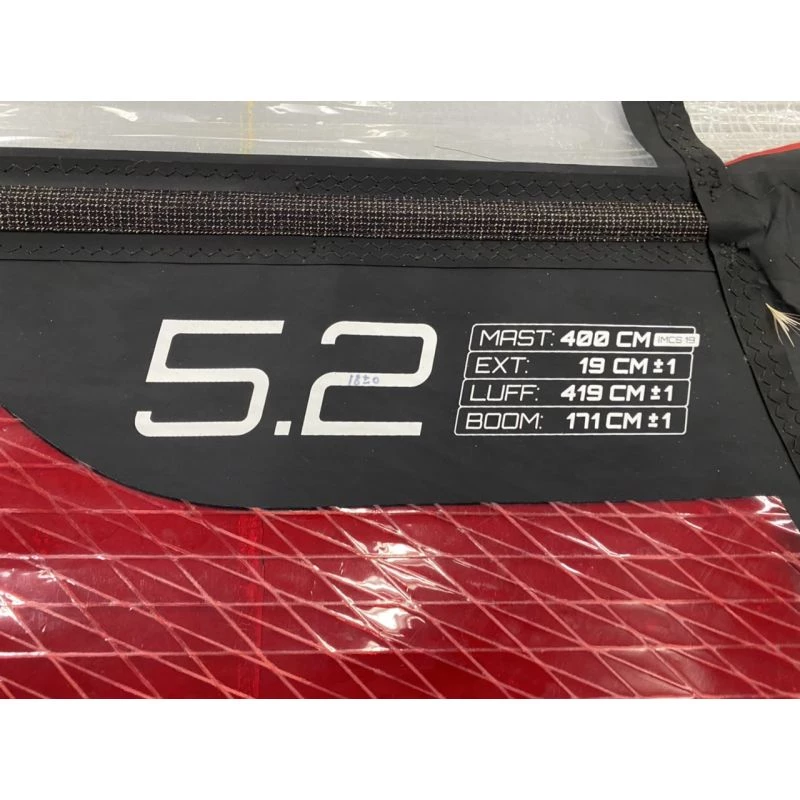 5.2
MAST: 400 CM IMCS 19
EXT: 19 CM ±1
LUFF: 419 CM ±1
BOOM: 171 CM ±1